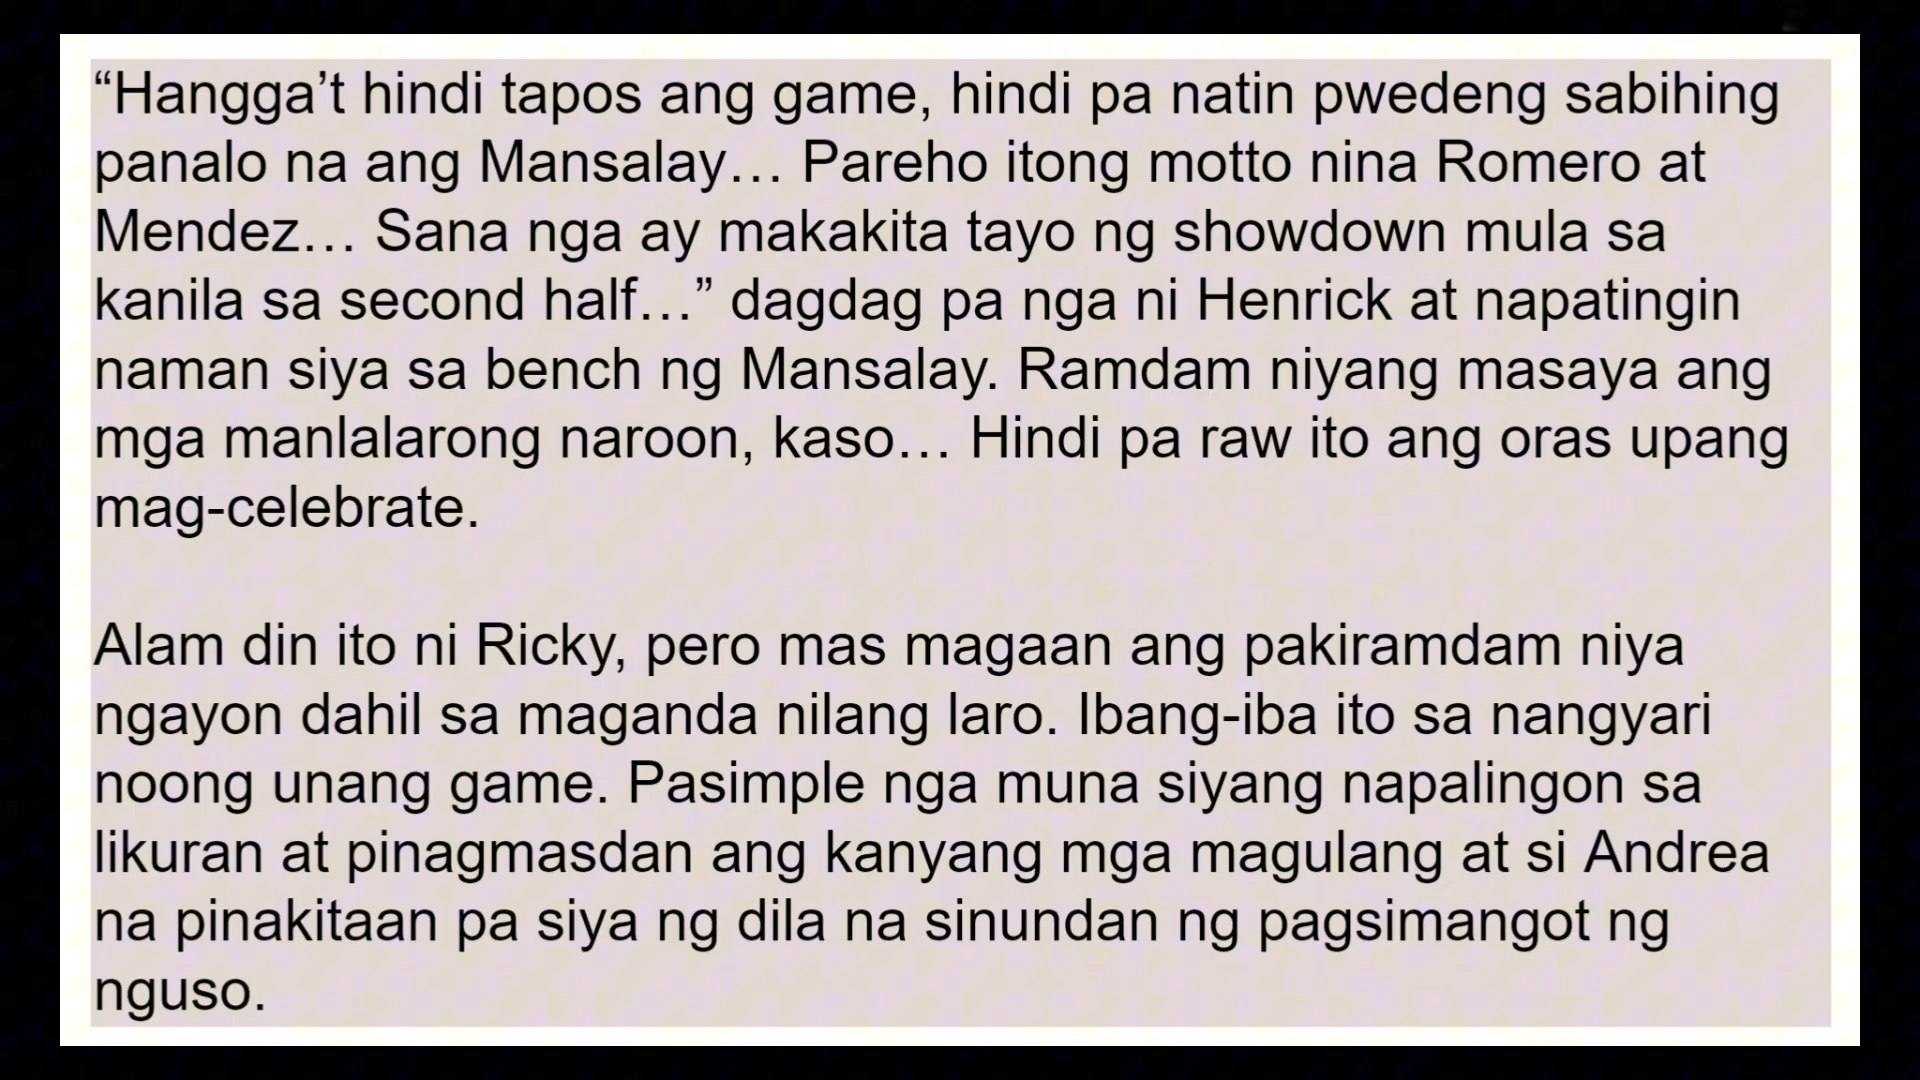 “Hangga’t hindi tapos ang game, hindi pa natin pwedeng sabihing
panalo na ang Mansalay… Pareho itong motto nina Romero at
Mendez… Sana nga ay makakita tayo ng showdown mula sa
kanila sa second half…” dagdag pa nga ni Henrick at napatingin
naman siya sa bench ng Mansalay. Ramdam niyang masaya ang
mga manlalarong naroon, kaso… Hindi pa raw ito ang oras upang
mag-celebrate.
Alam din ito ni Ricky, pero mas magaan ang pakiramdam niya
ngayon dahil sa maganda nilang laro. Ibang-iba ito sa nangyari
noong unang game. Pasimple nga muna siyang napalingon sa
likuran at pinagmasdan ang kanyang mga magulang at si Andrea
na pinakitaan pa siya ng dila na sinundan ng pagsimangot ng
nguso.